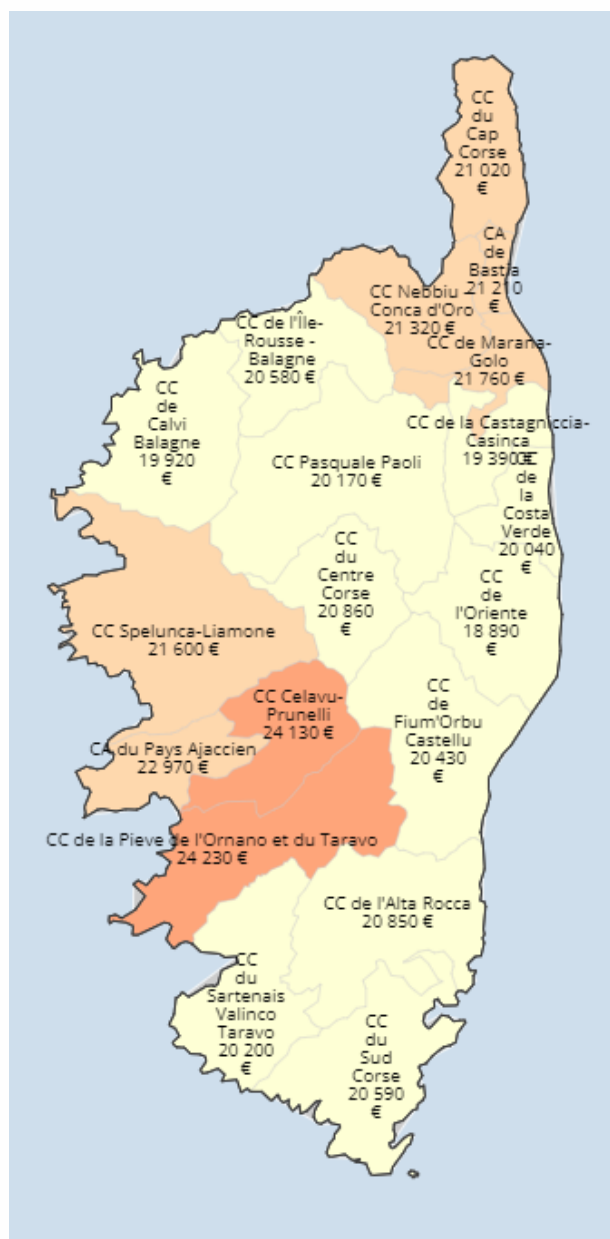 CC
du
Cap
Corse
21 020
€
CA
de
Bastia
21 210
€
CC Nebbiu -
Conca d'Oro
21 320 €
CC de Marana-
Golo
21 760 €
CC de l'Île-
Rousse -
Balagne
20 580 €
CC
de
Calvi
Balagne
19 920
€
CC de la Castagniccia-
Casinca
19 390 €
CC Pasquale Paoli
20 170 €
CC
de
la
Costa
Verde
20 040
€
CC
du
Centre
Corse
20 860
€
CC
de
l'Oriente
18 890
€
CC Spelunca-Liamone
21 600 €
CC Celavu-
Prunelli
24 130 €
CC
de
Fium'Orbu
Castellu
20 430
€
CA du Pays Ajaccien
22 970 €
CC de la Pieve de l'Ornano et du Taravo
24 230 €
CC de l'Alta Rocca
20 850 €
CC
du
Sartenais
Valinco
Taravo
20 200
€
CC
du
Sud
Corse
20 590
€